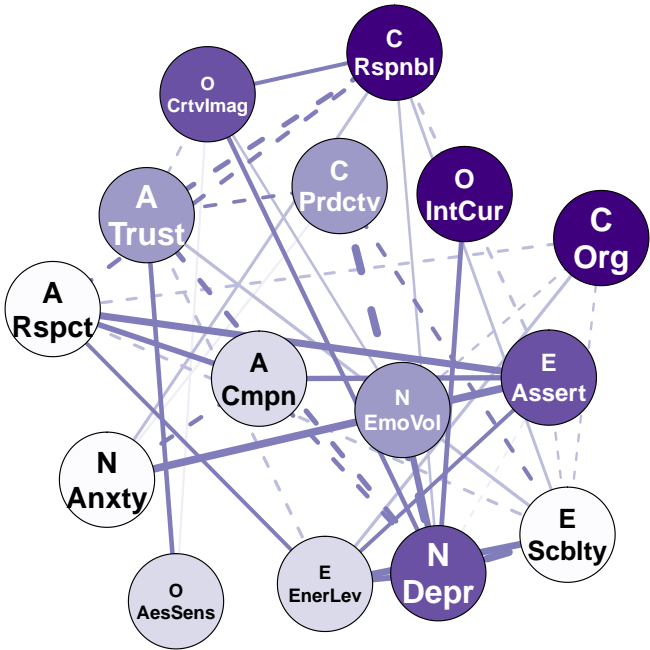 C
Rspnbl
O
CrtvImag
C
Prdctv
O
IntCur
A
Trust
C
Org
A
Rspct
A
Cmpn
E
Assert
N
EmoVol
N
Anxty
E
Scblty
N
Depr
E
EnerLev
O
AesSens